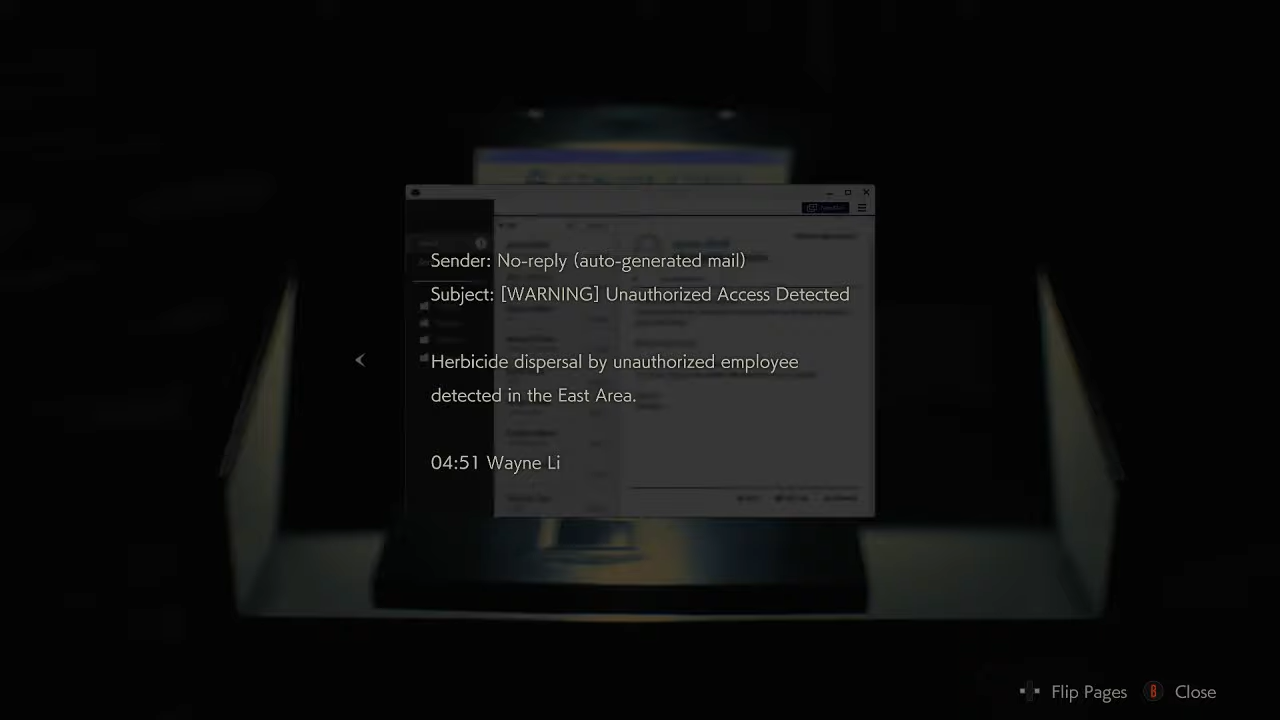 Sender: No-reply (auto-generated mail)
Subject: [WARNING] Unauthorized Access Detected
Herbicide dispersal by unauthorized employee
detected in the East Area.
04:51 Wayne Li
Flip Pages B Close